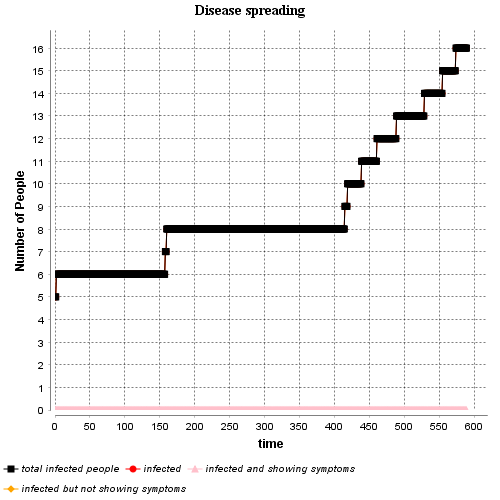 Disease spreading
16
15
14
13
12
11
10
9
8
7
6
5
4
3
2
1
0
Number of People
0 50 100 150 200 250 300 350 400 450 500 550 600
time
total infected people infected infected and showing symptoms
infected but not showing symptoms